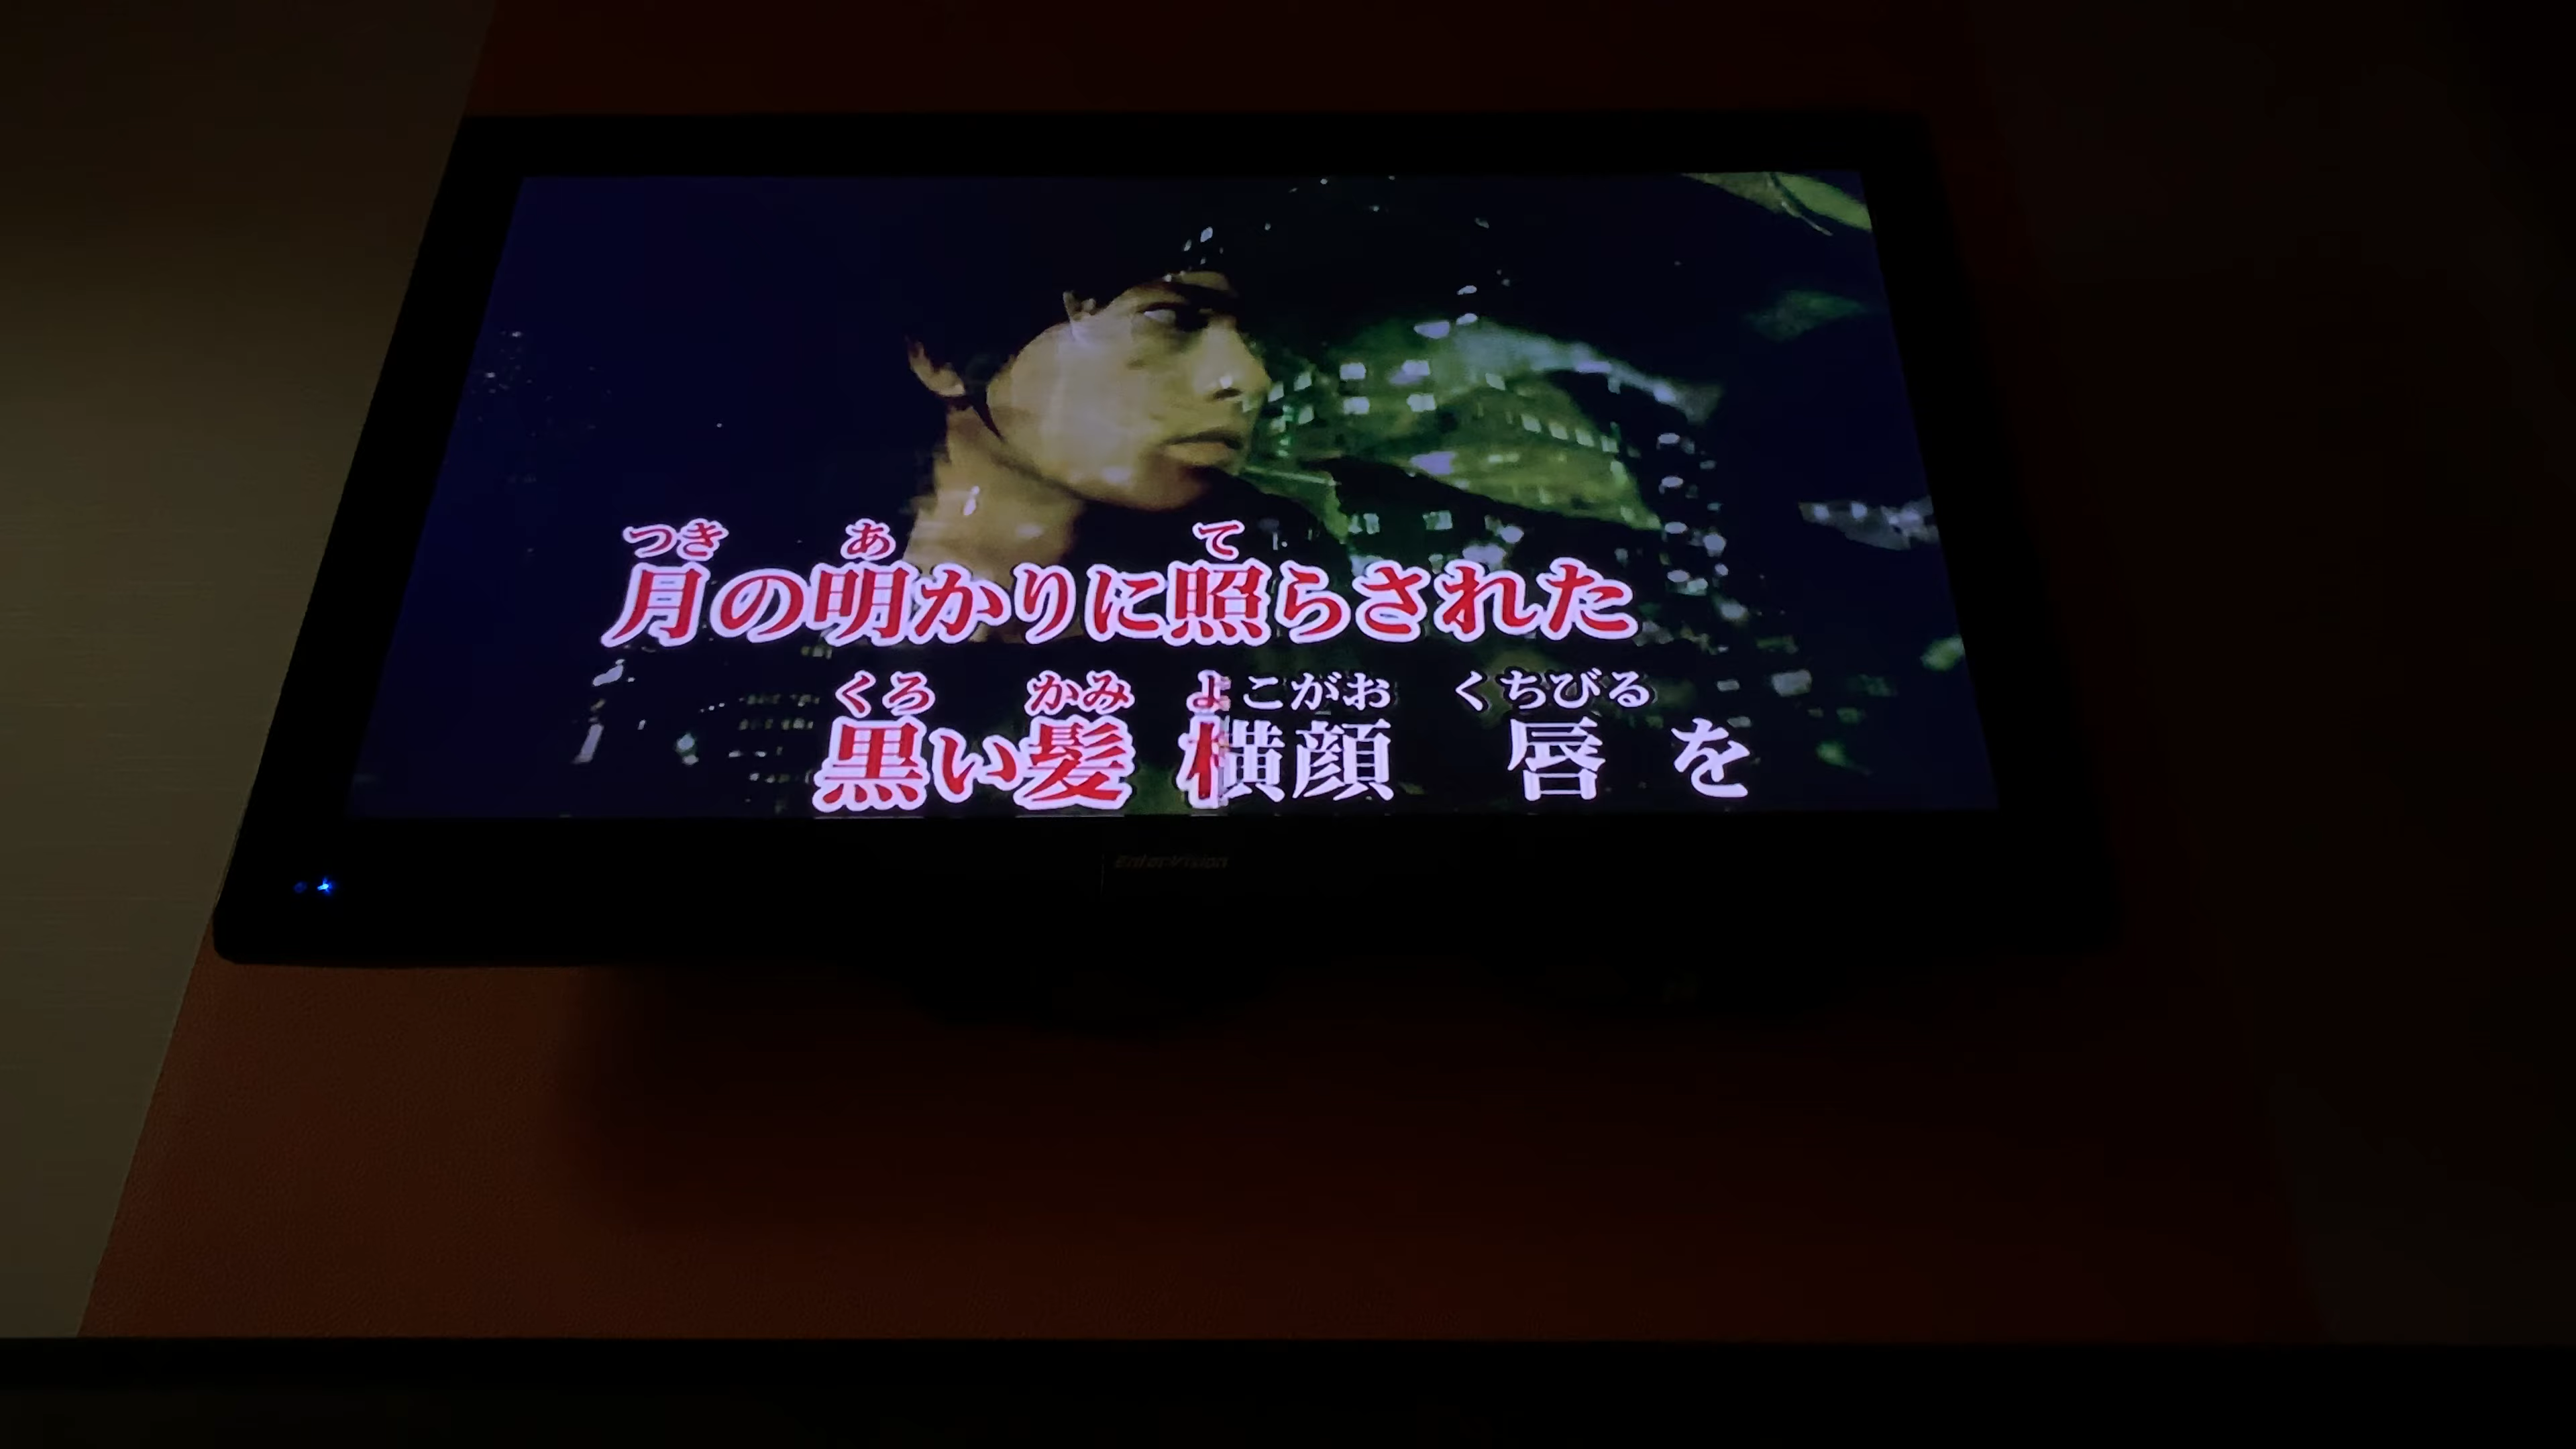 つき あ て
月の明かりに照らされた
くろ かみ よこがお くちびる
黒い髪 横顔 唇 を
EnterVision